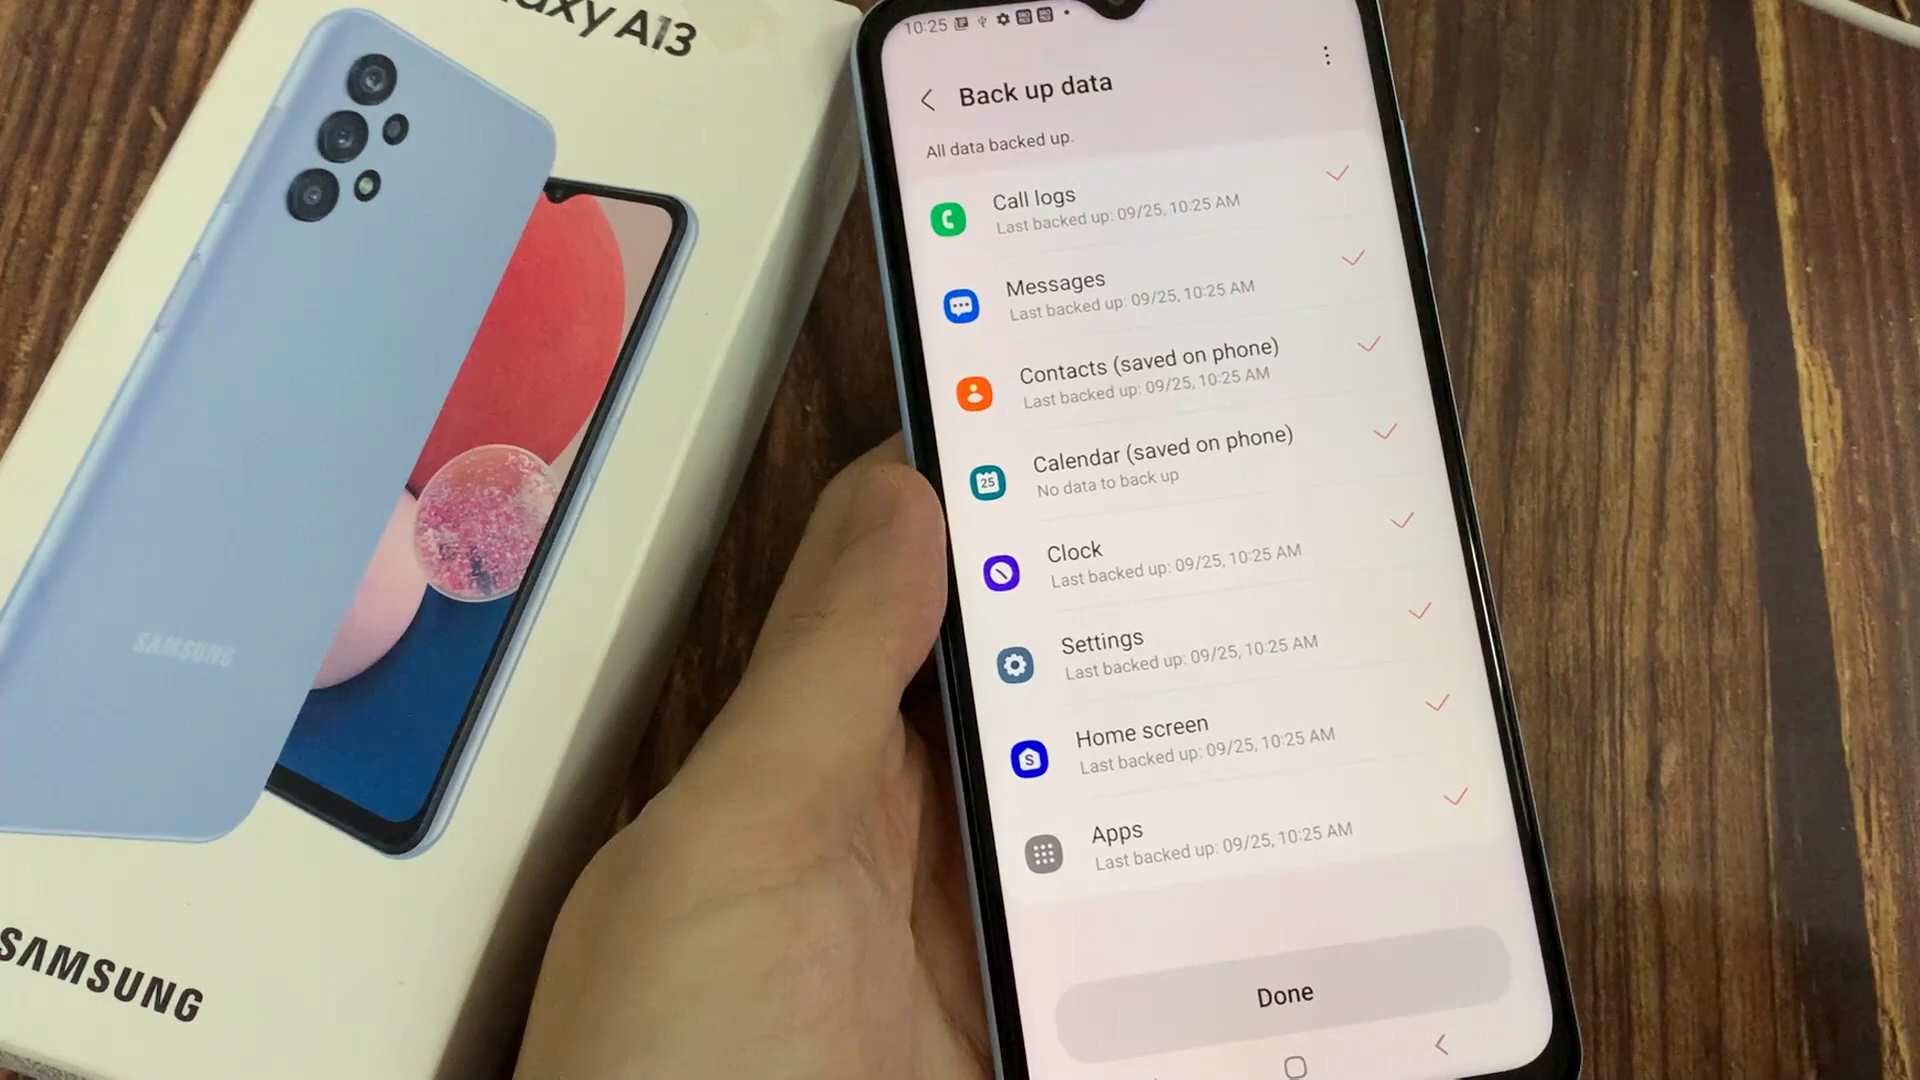 A13
SAMSUNG
SAMSUNG
10:25
Back up data
All data backed up.
Call logs
Last backed up: 09/25, 10:25 AM
Messages
Last backed up: 09/25, 10:25 AM
Contacts (saved on phone)
Last backed up: 09/25, 10:25 AM
Calendar (saved on phone)
25
No data to back up
Clock
Last backed up: 09/25, 10:25 AM
Settings
Last backed up: 09/25, 10:25 AM
Home screen
S
Last backed up: 09/25, 10:25 AM
Apps
Last backed up: 09/25, 10:25 AM
Done